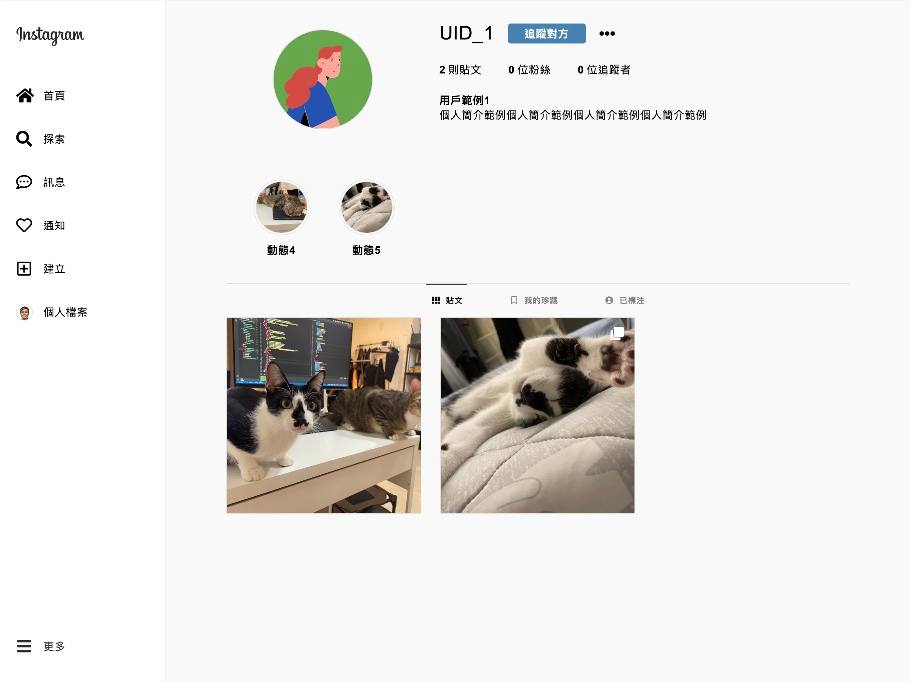 Instagram
首頁
探索
訊息
通知
建立
個人檔案
更多
UID_1 追蹤對方
2 則貼文 0 位粉絲 0 位追蹤者
用戶範例1
個人簡介範例個人簡介範例個人簡介範例個人簡介範例
動態4 動態5
貼文 我的珍藏 已標注